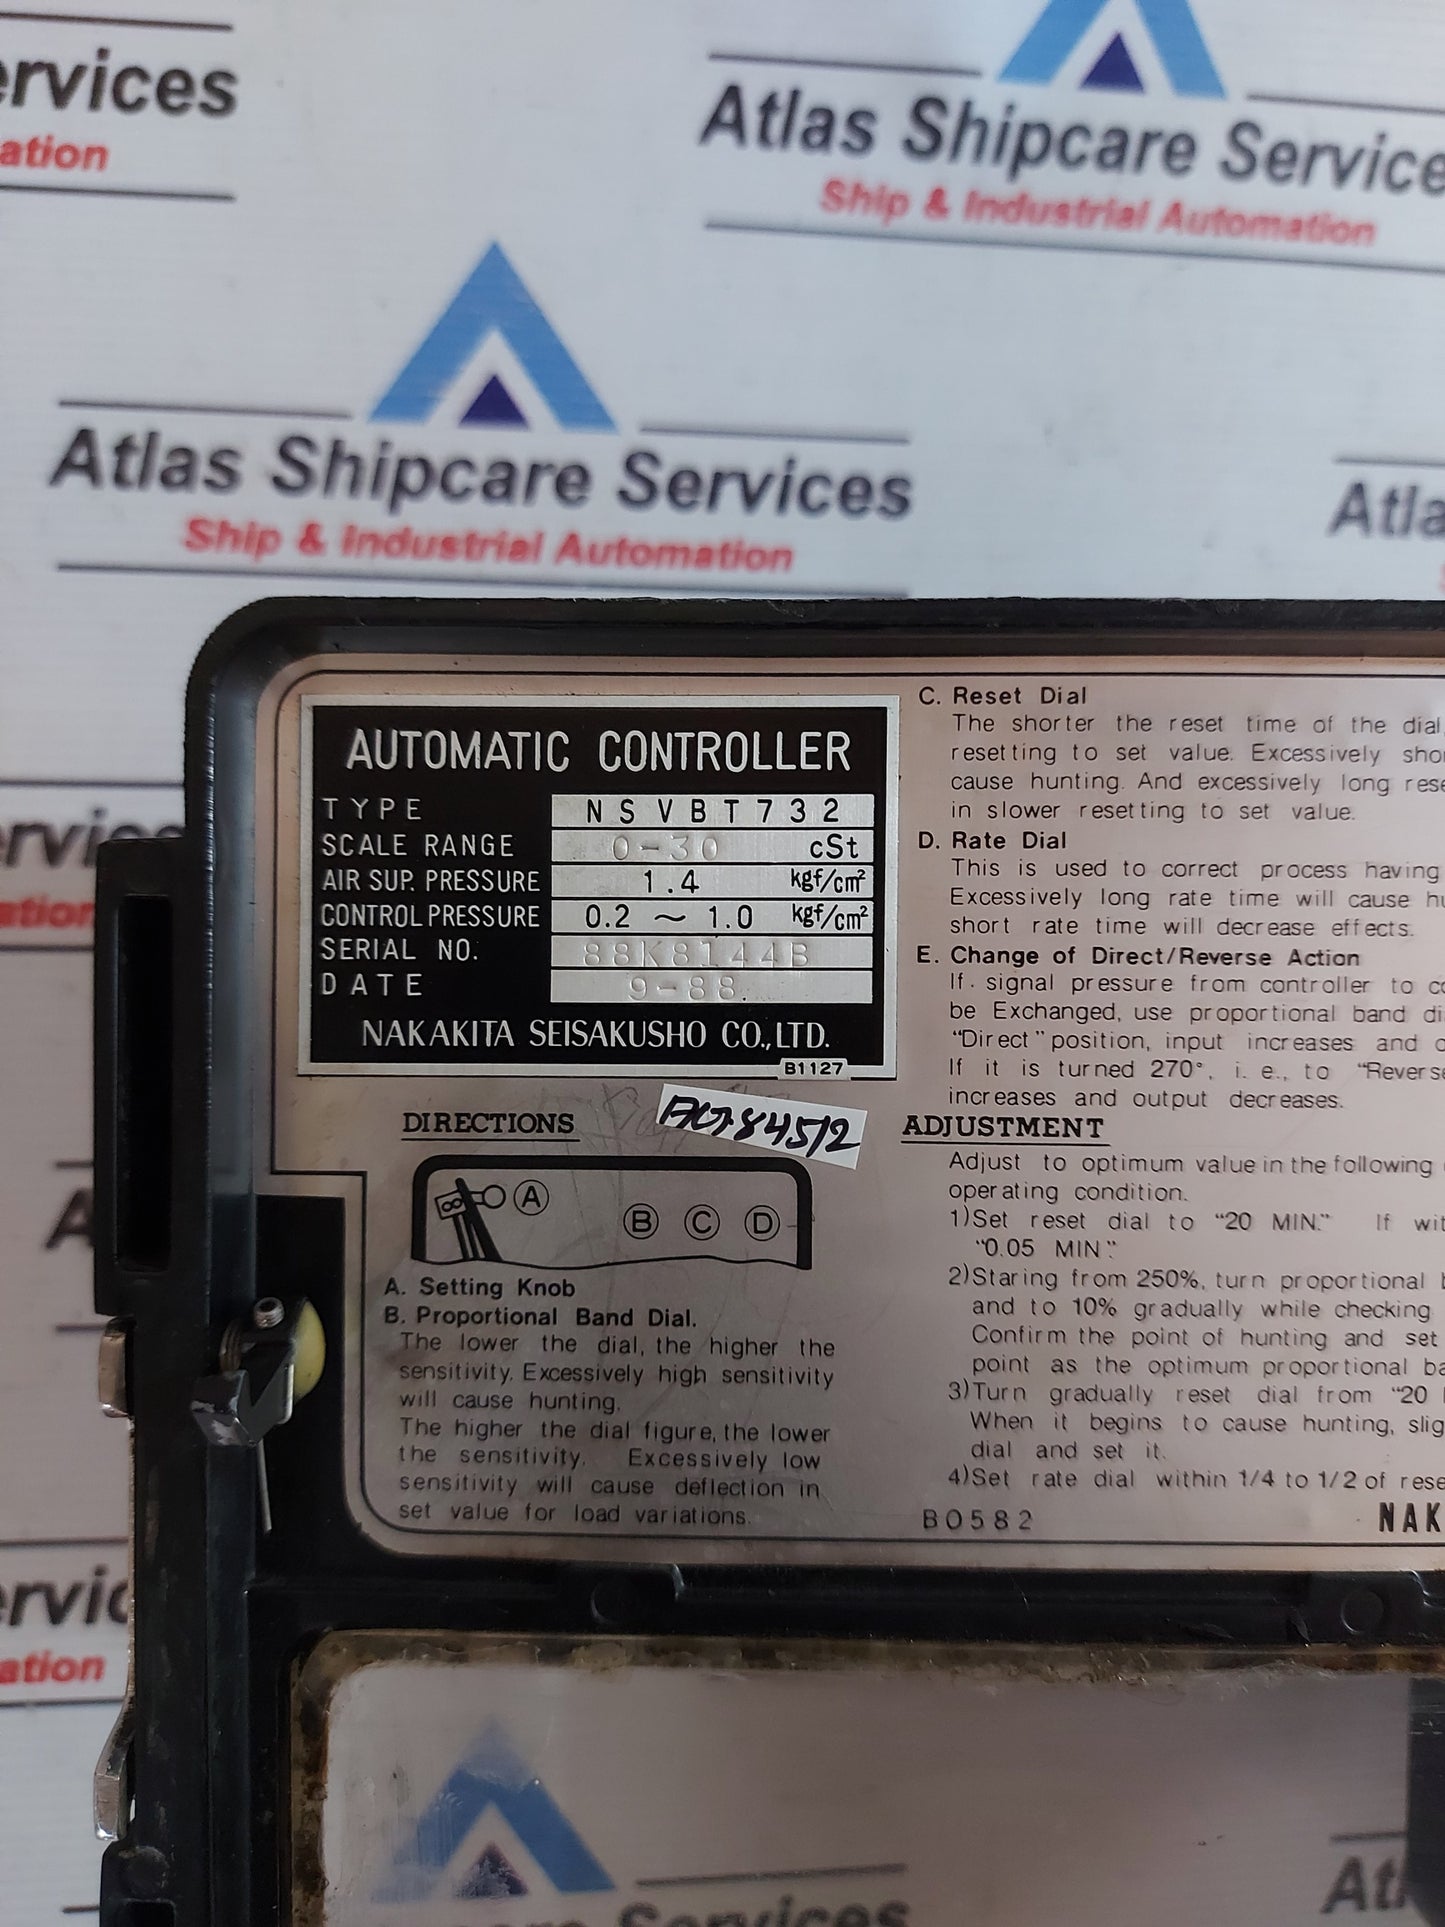 ervices
ation
Atlas Shipcare Service
Ship & Industrial Automation
Atlas Shipcare Services
Ship & Industrial Automation
Atla
ervices
ation
A
ervic
ation
AUTOMATIC CONTROLLER
TYPE NSVBT732
SCALE RANGE 0-30 cSt
AIR SUP. PRESSURE 1.4 kgf/cm²
CONTROL PRESSURE 0.2 ~ 1.0 kgf/cm²
SERIAL NO. 88K8144B
DATE 9-88.
NAKAKITA SEISAKUSHO CO.,LTD.
B1127
DIRECTIONS
A B C D
A. Setting Knob
B. Proportional Band Dial.
The lower the dial, the higher the
sensitivity. Excessively high sensitivity
will cause hunting.
The higher the dial figure, the lower
the sensitivity. Excessively low
sensitivity will cause deflection in
set value for load variations.
C. Reset Dial
The shorter the reset time of the dial,
resetting to set value. Excessively sho
cause hunting. And excessively long rese
in slower resetting to set value.
D. Rate Dial
This is used to correct process having
Excessively long rate time will cause hu
short rate time will decrease effects.
E. Change of Direct/Reverse Action
If signal pressure from controller to co
be Exchanged, use proportional band di
"Direct" position, input increases and o
If it is turned 270°, i. e., to "Reverse
increases and output decreases.
ADJUSTMENT
Adjust to optimum value in the following
operating condition.
1)Set reset dial to "20 MIN." If wit
"0.05 MIN".
2)Staring from 250%, turn proportional b
and to 10% gradually while checking
Confirm the point of hunting and set
point as the optimum proportional ba
3)Turn gradually reset dial from "20
When it begins to cause hunting, slig
dial and set it.
4)Set rate dial within 1/4 to 1/2 of rese
B0582 NAK
Services
At